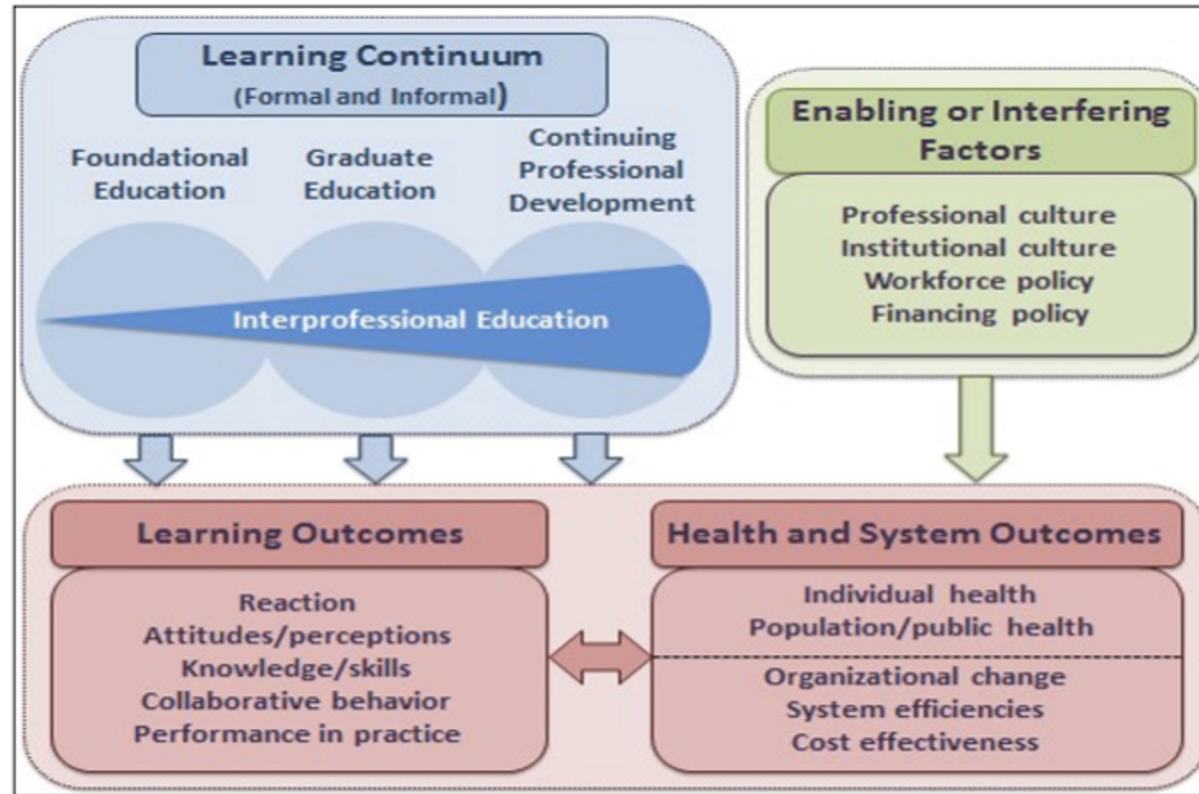 Learning Continuum
(Formal and Informal)
Foundational
Education
Graduate
Education
Continuing
Professional
Development
Interprofessional Education
Enabling or Interfering
Factors
Professional culture
Institutional culture
Workforce policy
Financing policy
Learning Outcomes
Reaction
Attitudes/perceptions
Knowledge/skills
Collaborative behavior
Performance in practice
Health and System Outcomes
Individual health
Population/public health
Organizational change
System efficiencies
Cost effectiveness